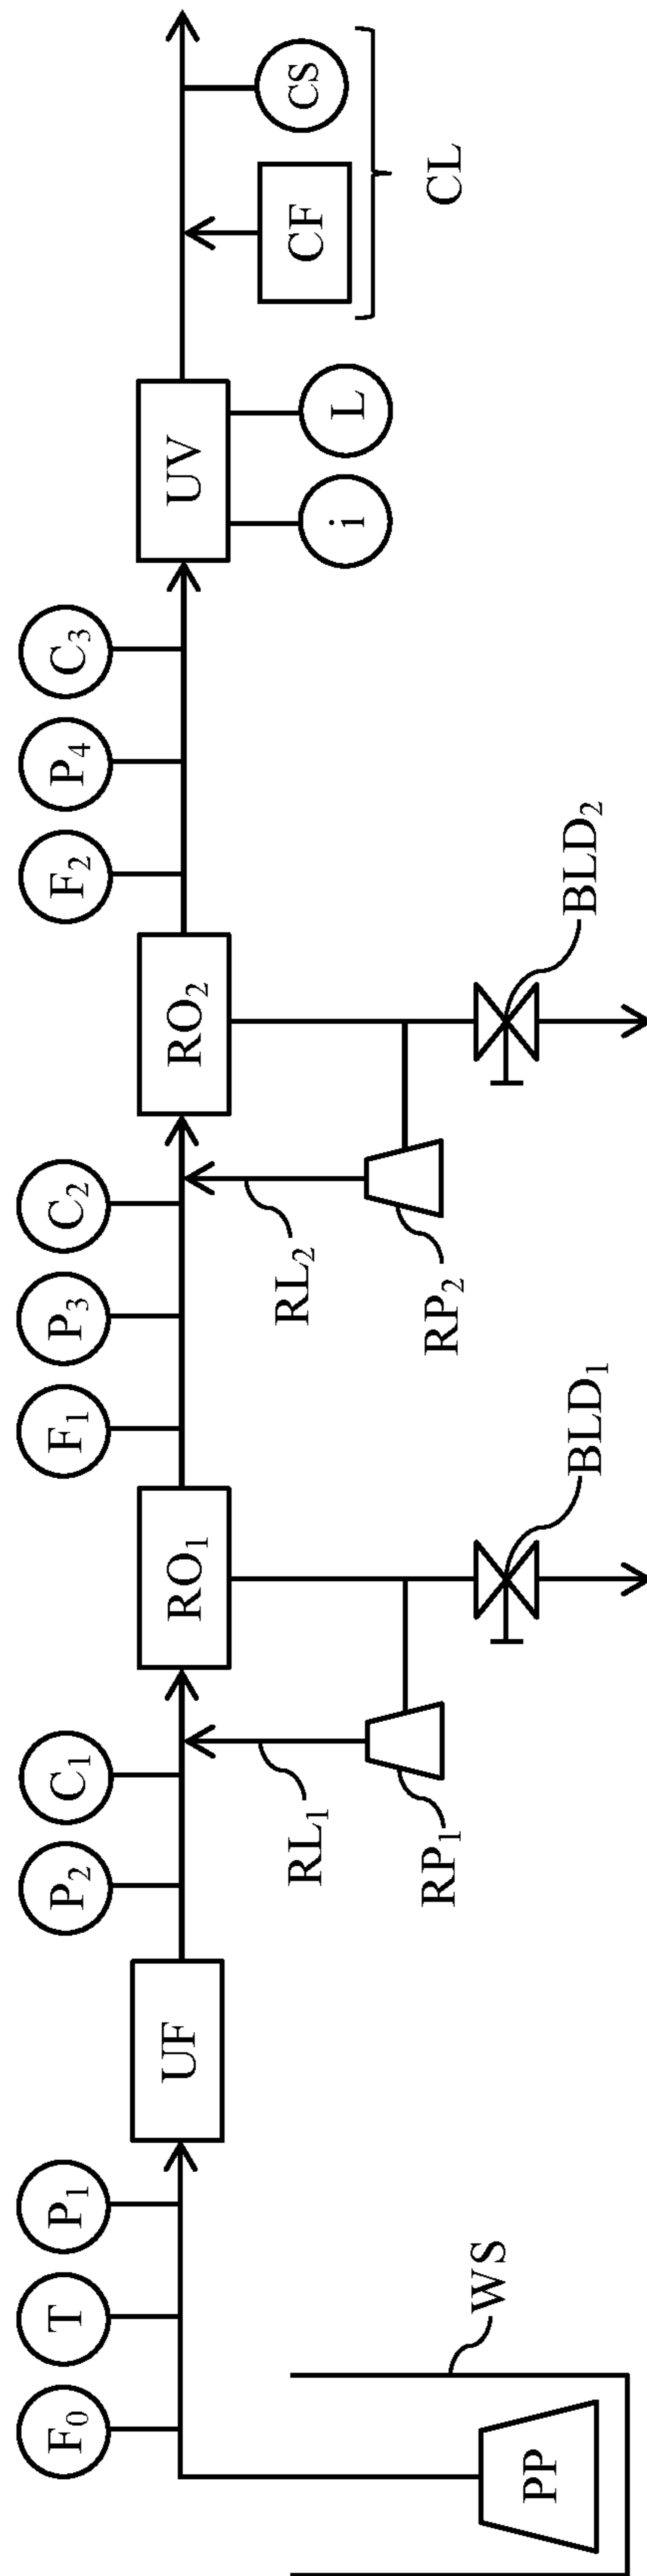 F₀
T
P₁
P₂
C₁
F₁
P₃
C₂
F₂
P₄
C₃
UF
RO₁
RO₂
UV
i
L
CF
CS
CL
RL₁
RL₂
PP
WS
RP₁
BLD₁
RP₂
BLD₂